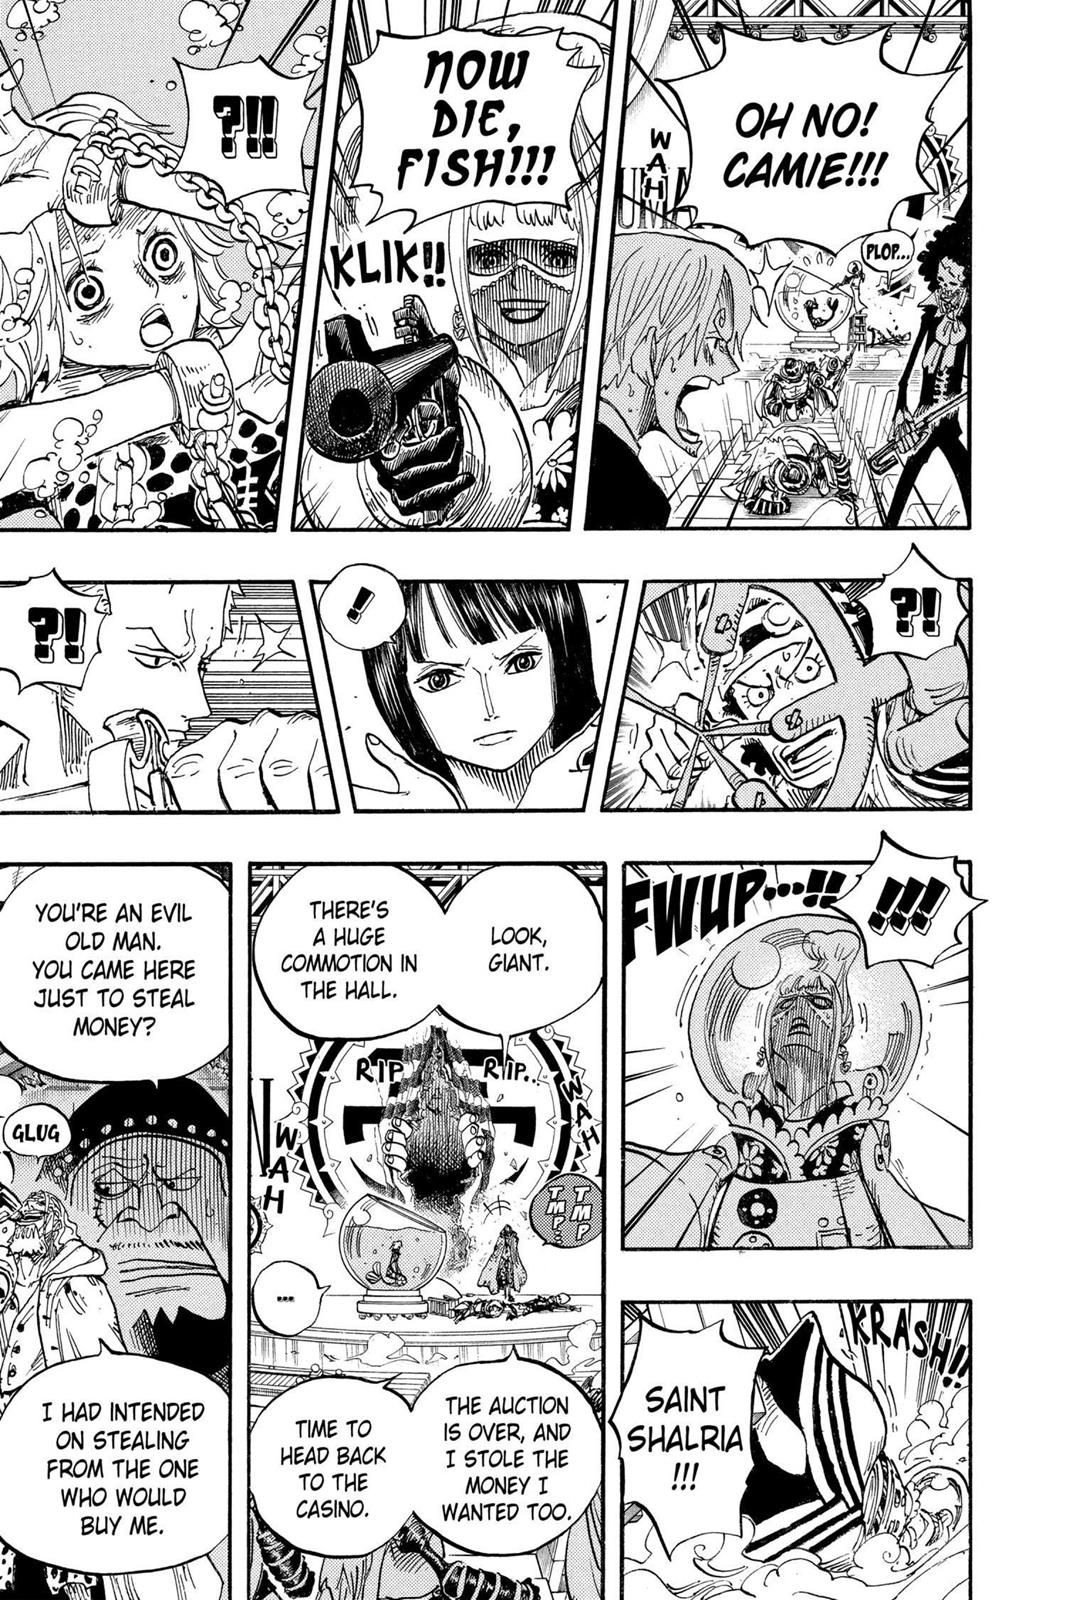 OH NO!
CAMIE!!!
WAH
PLOP...
NOW
DIE,
FISH!!!
KLIK!!
?!!
?!
!
?!
FWUP...!!
!!!
KRASH!!
SAINT
SHALRIA
!!!
LOOK,
GIANT.
THERE'S
A HUGE
COMMOTION IN
THE HALL.
RIP
RIP..
WAH
WAH
TMP
TMP
......
THE AUCTION
IS OVER, AND
I STOLE THE
MONEY I
WANTED TOO.
TIME TO
HEAD BACK
TO THE
CASINO.
YOU'RE AN EVIL
OLD MAN.
YOU CAME HERE
JUST TO STEAL
MONEY?
GLUG
I HAD INTENDED
ON STEALING
FROM THE ONE
WHO WOULD
BUY ME.